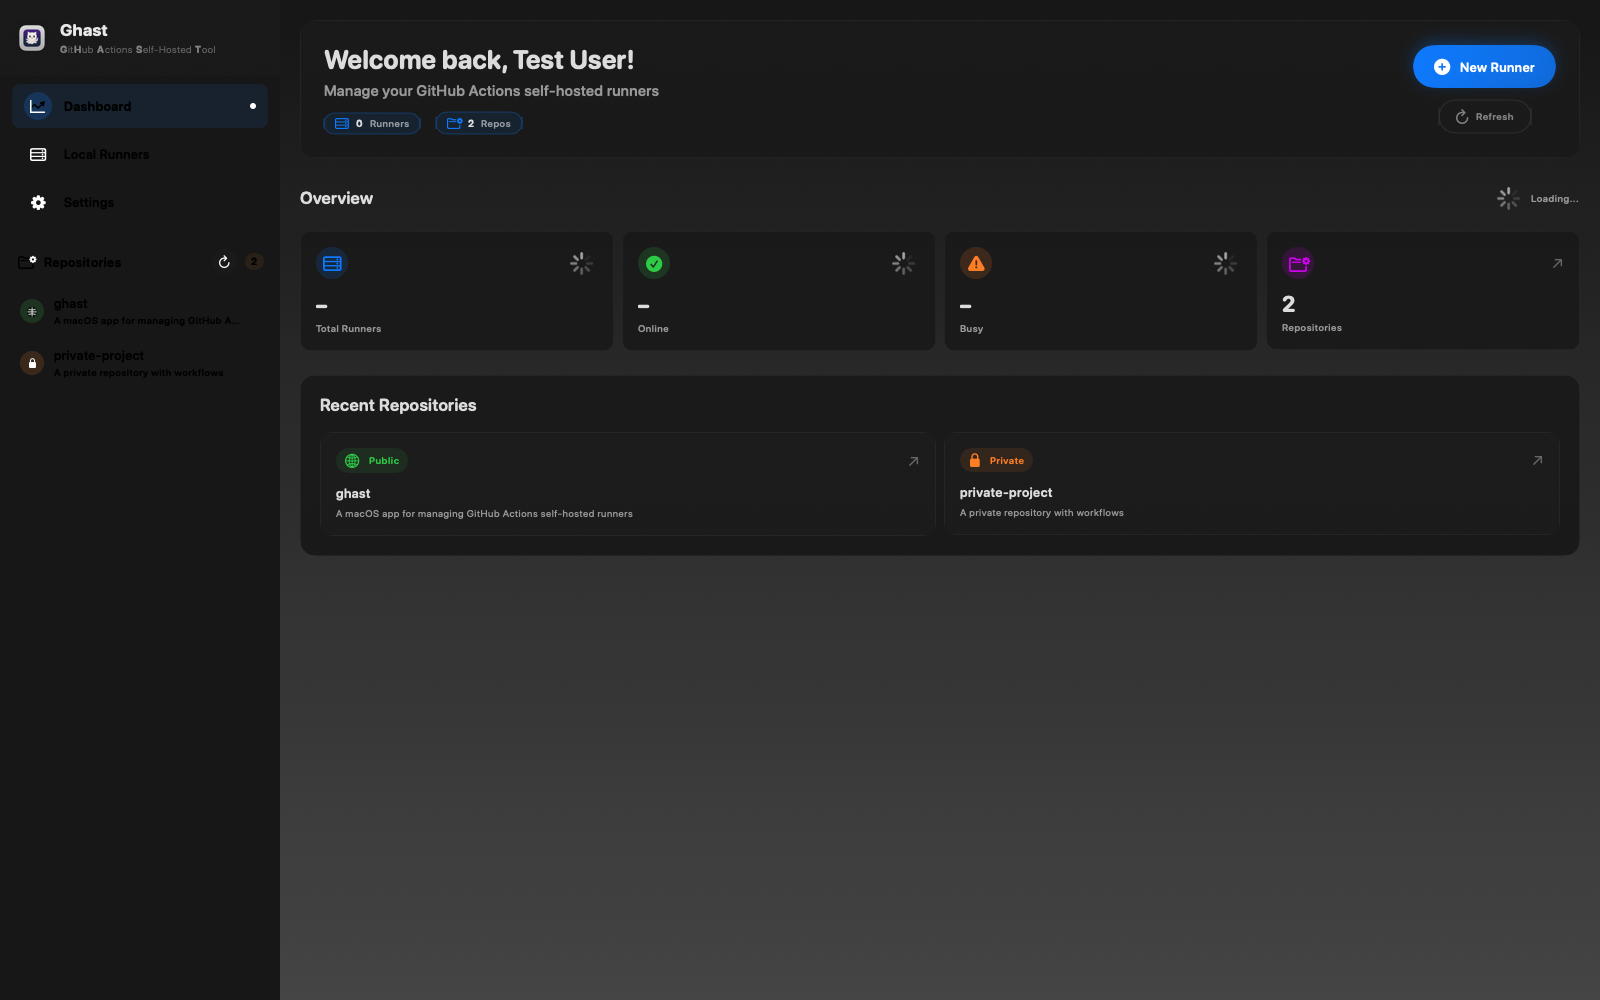 Ghast
GitHub Actions Self-Hosted Tool
Dashboard
Local Runners
Settings
Repositories
2
ghast
A macOS app for managing GitHub A...
private-project
A private repository with workflows
Welcome back, Test User!
Manage your GitHub Actions self-hosted runners
0 Runners
2 Repos
New Runner
Refresh
Overview
Loading...
–
Total Runners
–
Online
–
Busy
2
Repositories
Recent Repositories
Public
ghast
A macOS app for managing GitHub Actions self-hosted runners
Private
private-project
A private repository with workflows